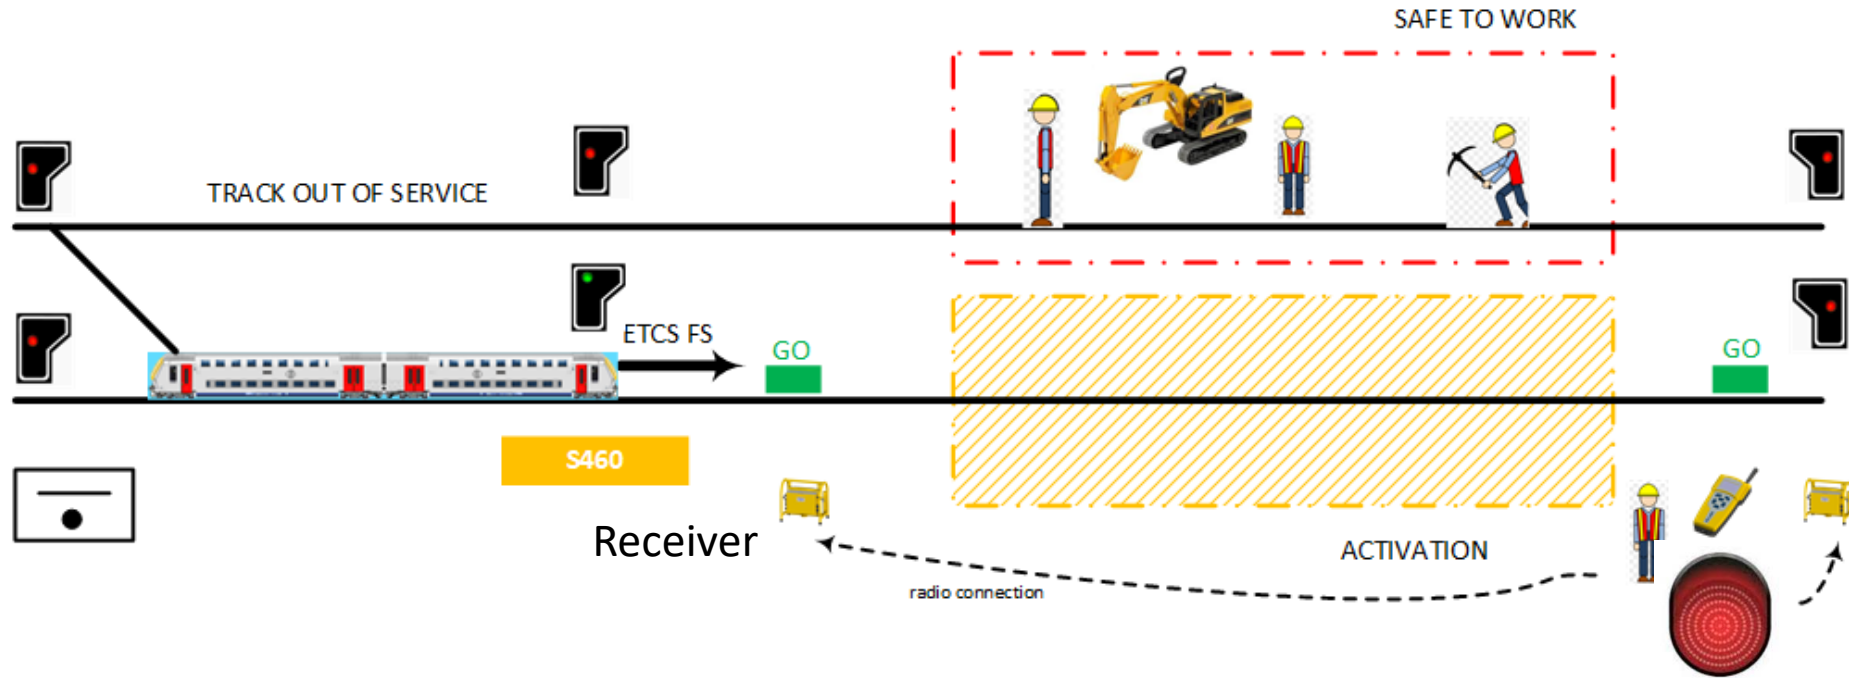 SAFE TO WORK
TRACK OUT OF SERVICE
ETCS FS
GO
GO
S460
Receiver
ACTIVATION
radio connection